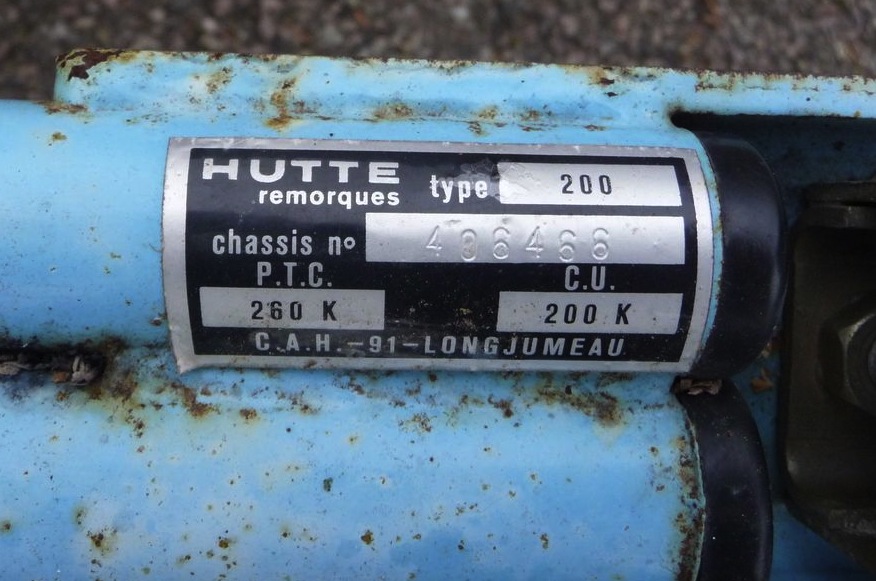 HUTTE
remorques type 200
chassis nº 406466
P.T.C. C.U.
260 K 200 K
C.A.H.-91-LONGJUMEAU